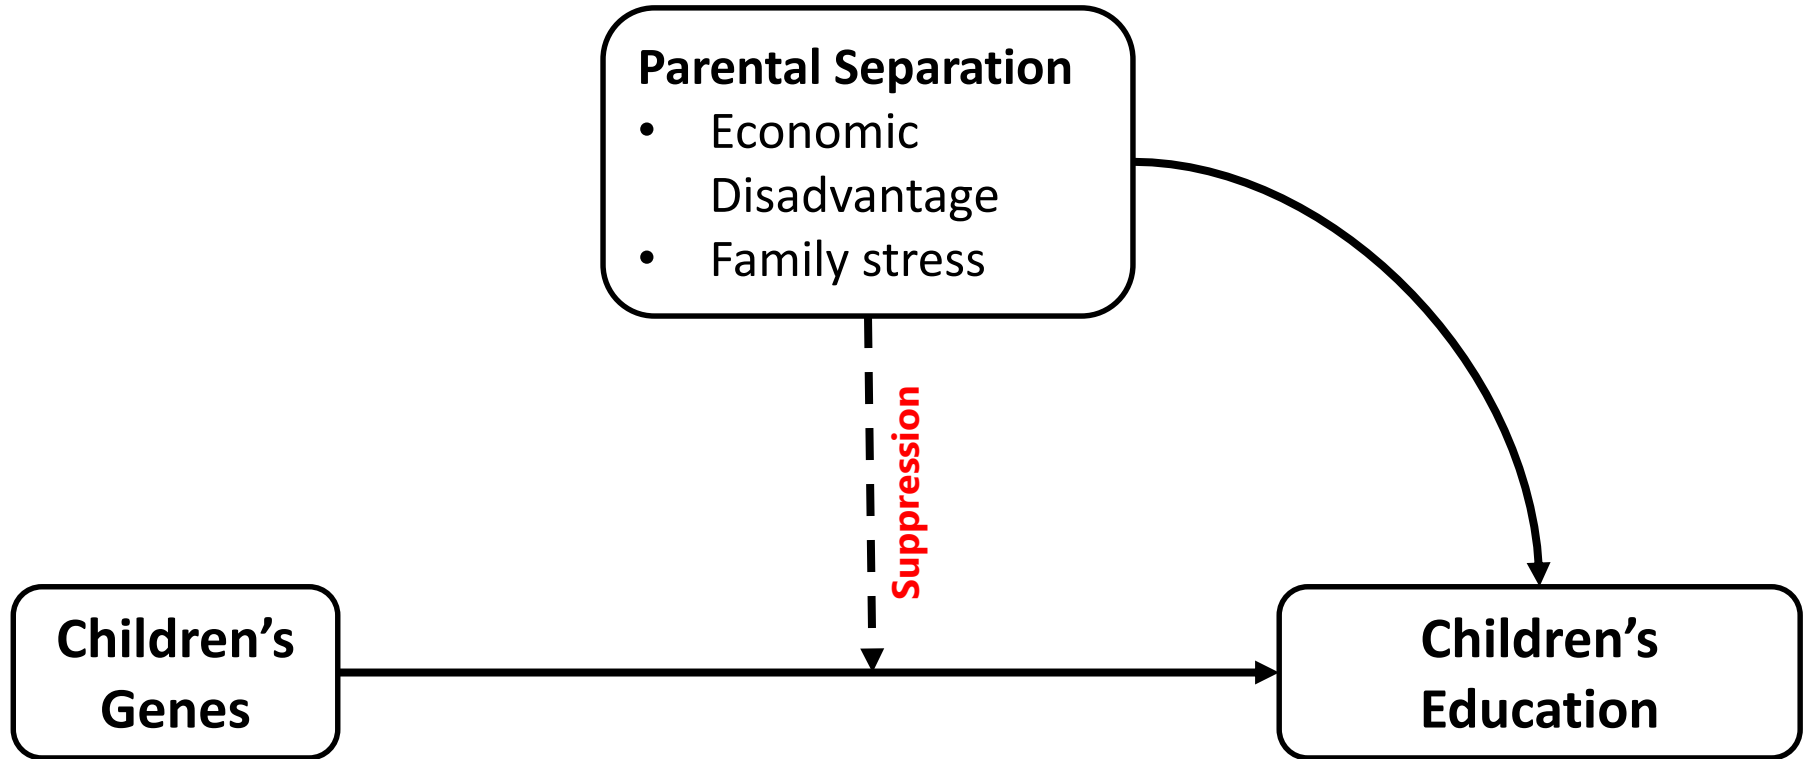 Parental Separation
• Economic
Disadvantage
• Family stress
Suppression
Children’s
Genes
Children’s
Education